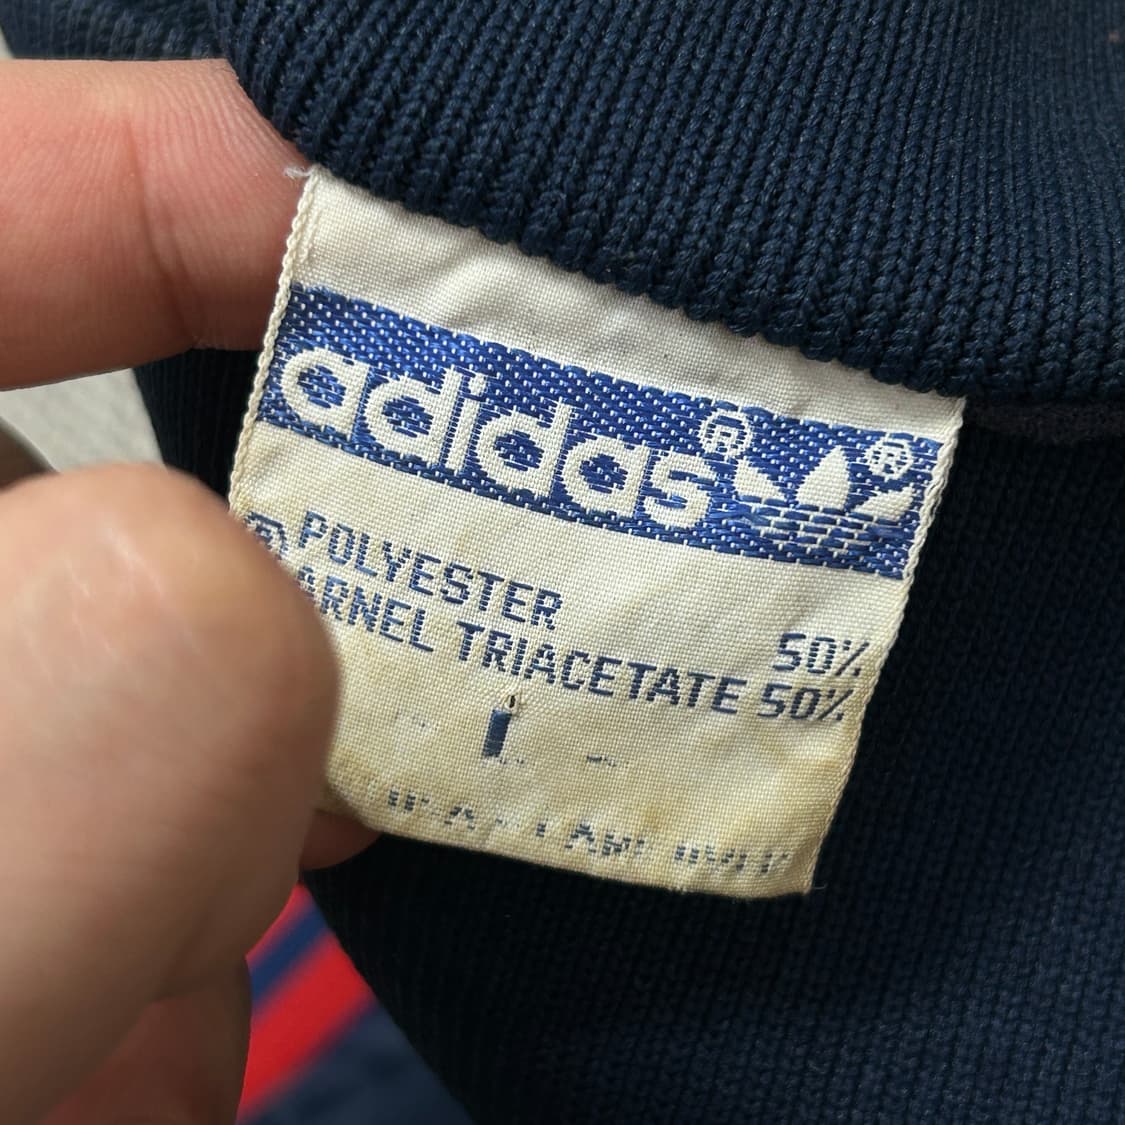 adidas®
®
® POLYESTER 50%
ARNEL TRIACETATE 50%